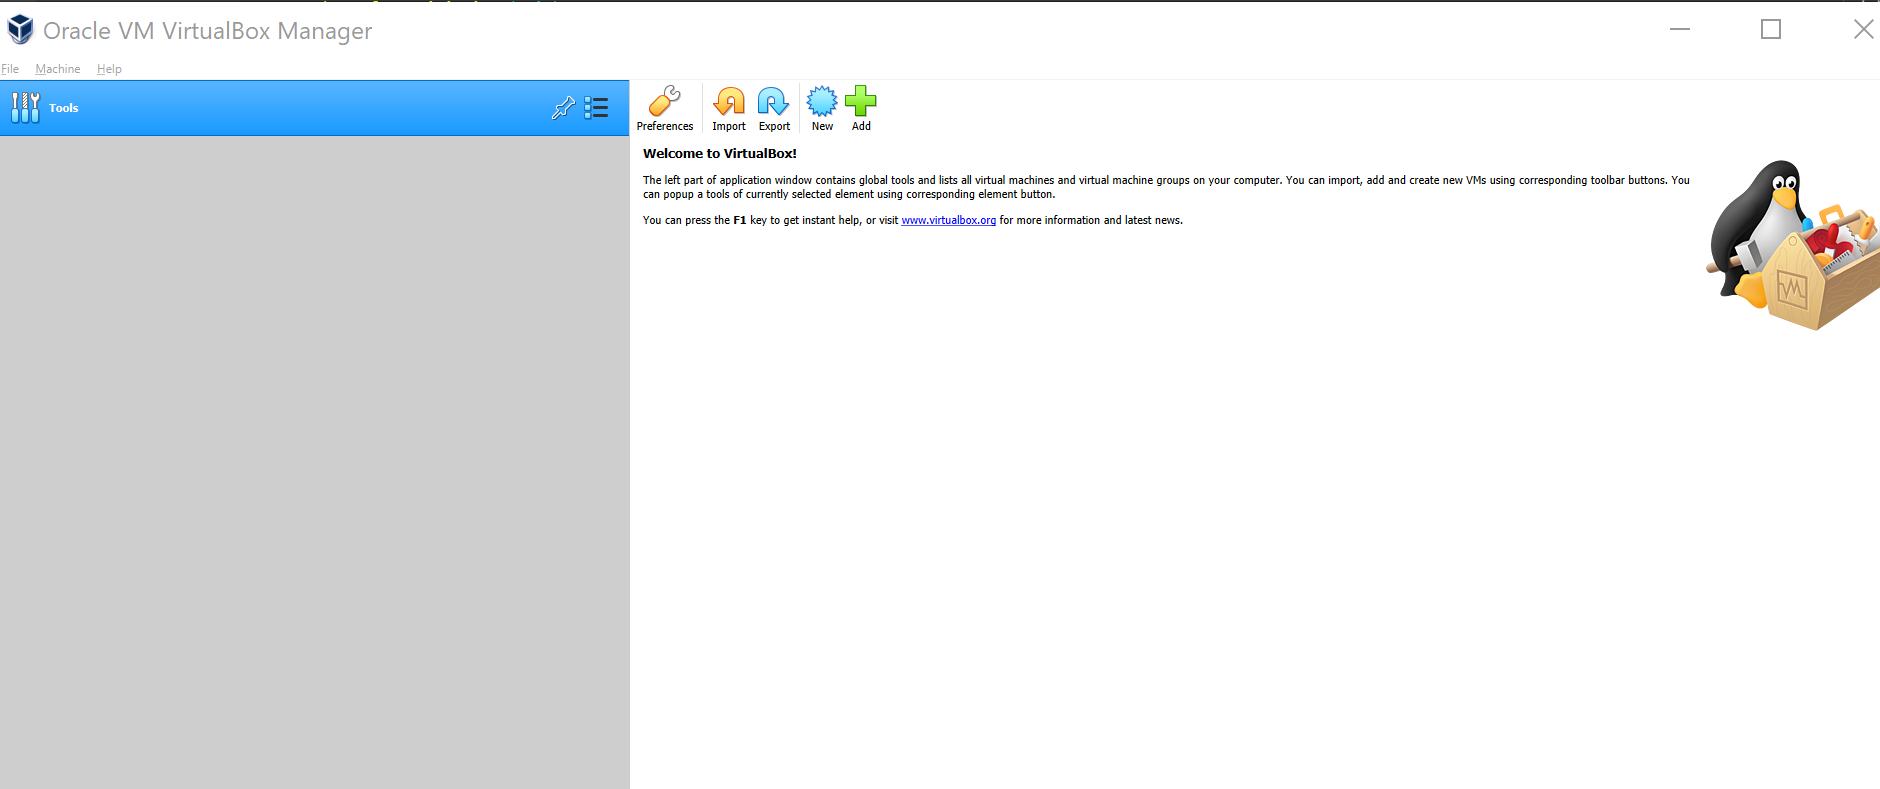 Oracle VM VirtualBox Manager
File Machine Help
Tools
Preferences Import Export New Add
Welcome to VirtualBox!
The left part of application window contains global tools and lists all virtual machines and virtual machine groups on your computer. You can import, add and create new VMs using corresponding toolbar buttons. You
can popup a tools of currently selected element using corresponding element button.
You can press the F1 key to get instant help, or visit www.virtualbox.org for more information and latest news.